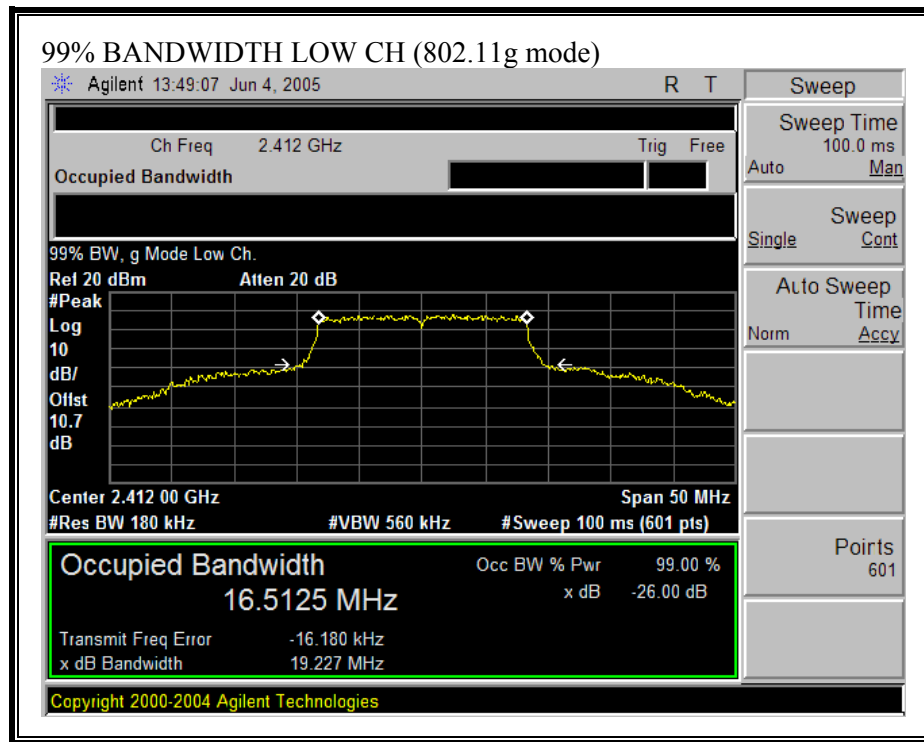 99% BANDWIDTH LOW CH (802.11g mode)
Agilent 13:49:07 Jun 4, 2005 R T
Ch Freq 2.412 GHz Trig Free
Occupied Bandwidth
99% BW, g Mode Low Ch.
Ref 20 dBm Atten 20 dB
#Peak
Log
10
dB/
Offst
10.7
dB
Center 2.412 00 GHz Span 50 MHz
#Res BW 180 kHz #VBW 560 kHz #Sweep 100 ms (601 pts)
Occupied Bandwidth Occ BW % Pwr 99.00 %
16.5125 MHz x dB -26.00 dB
Transmit Freq Error -16.180 kHz
x dB Bandwidth 19.227 MHz
Copyright 2000-2004 Agilent Technologies
Sweep
Sweep Time
100.0 ms
Auto Man
Sweep
Single Cont
Auto Sweep
Time
Norm Accy
Points
601